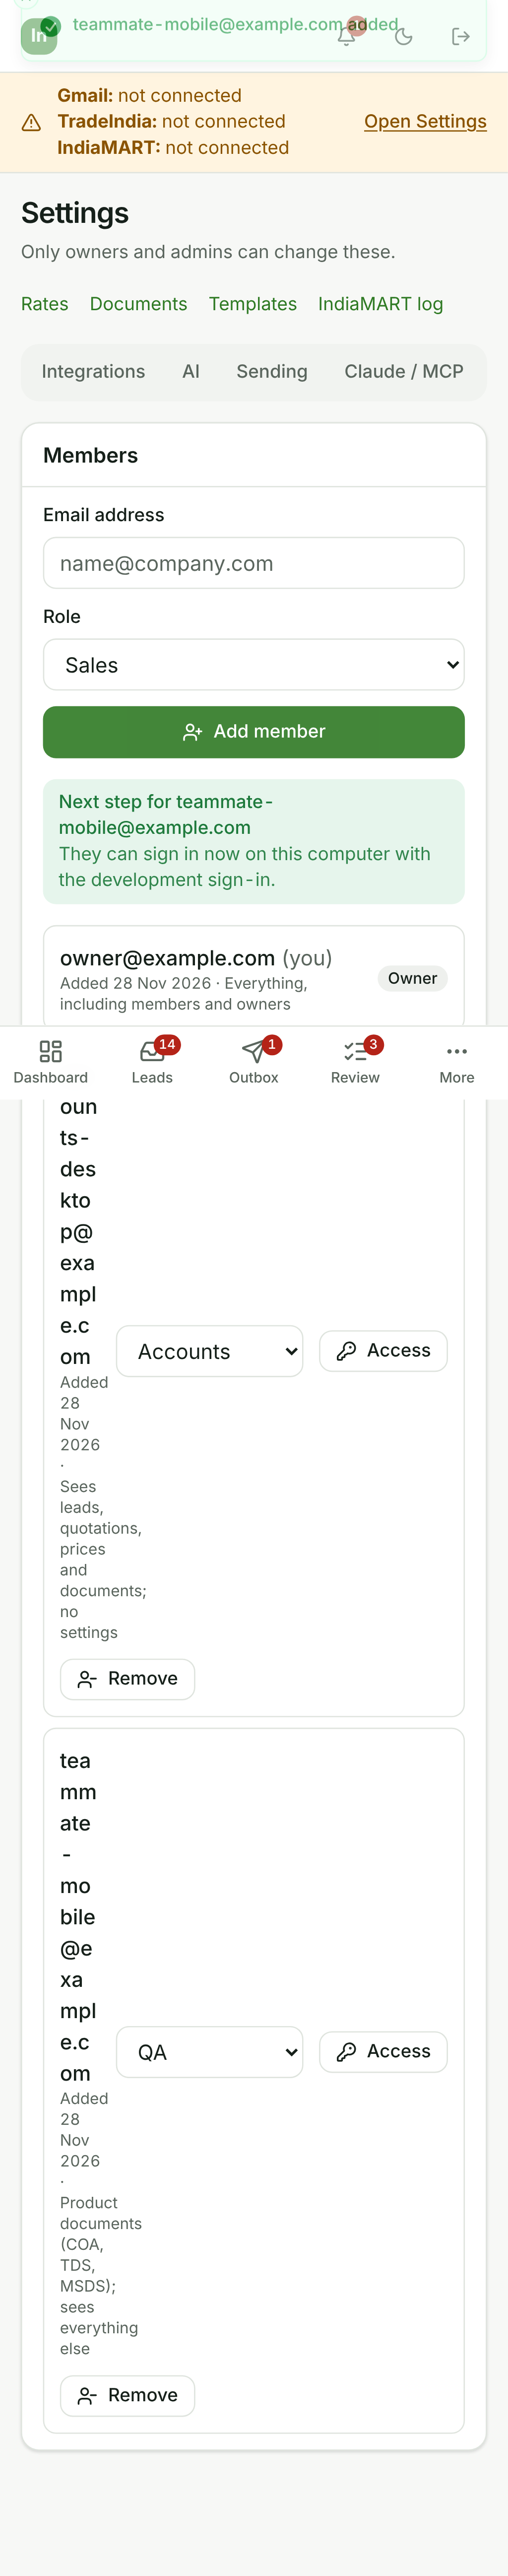 teammate-mobile@example.com added
In
Gmail: not connected
TradeIndia: not connected
IndiaMART: not connected
Open Settings
Settings
Only owners and admins can change these.
Rates Documents Templates IndiaMART log
Integrations AI Sending Claude / MCP
Members
Email address
name@company.com
Role
Sales
Add member
Next step for teammate-
mobile@example.com
They can sign in now on this computer with
the development sign-in.
owner@example.com (you)
Added 28 Nov 2026 · Everything,
including members and owners
Owner
14
1
3
Dashboard Leads Outbox Review More
oun
ts-
des
kto
p@
exa
mpl
e.c
om
Added
28
Nov
2026
·
Sees
leads,
quotations,
prices
and
documents;
no
settings
Accounts
Access
Remove
tea
mm
ate
-
mo
bile
@e
xa
mpl
e.c
om
Added
28
Nov
2026
·
Product
documents
(COA,
TDS,
MSDS);
sees
everything
else
QA
Access
Remove